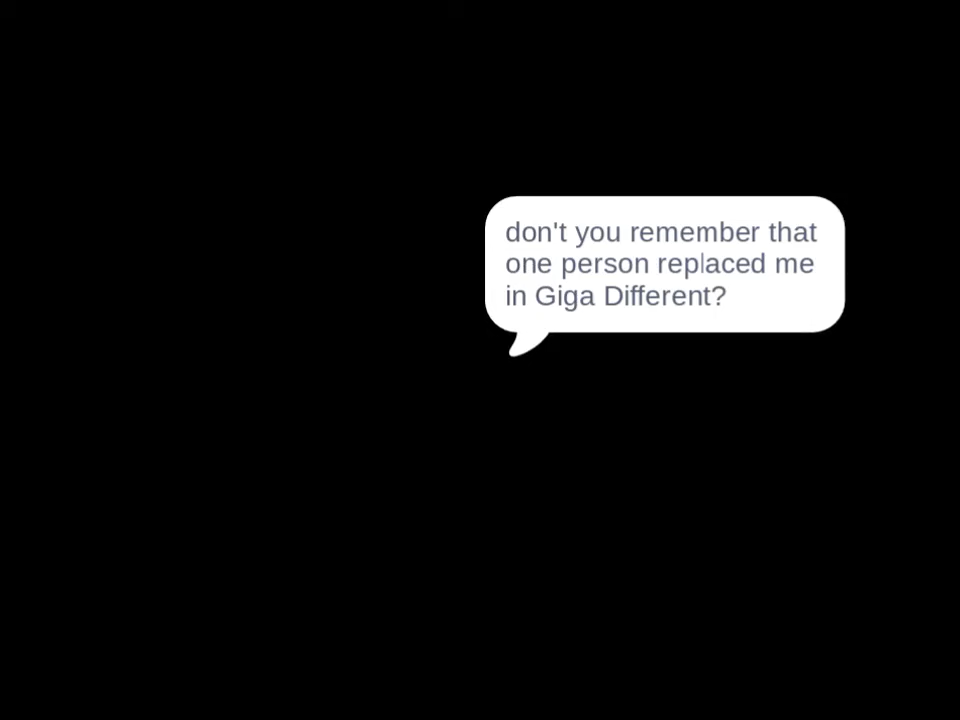 don't you remember that
one person replaced me
in Giga Different?